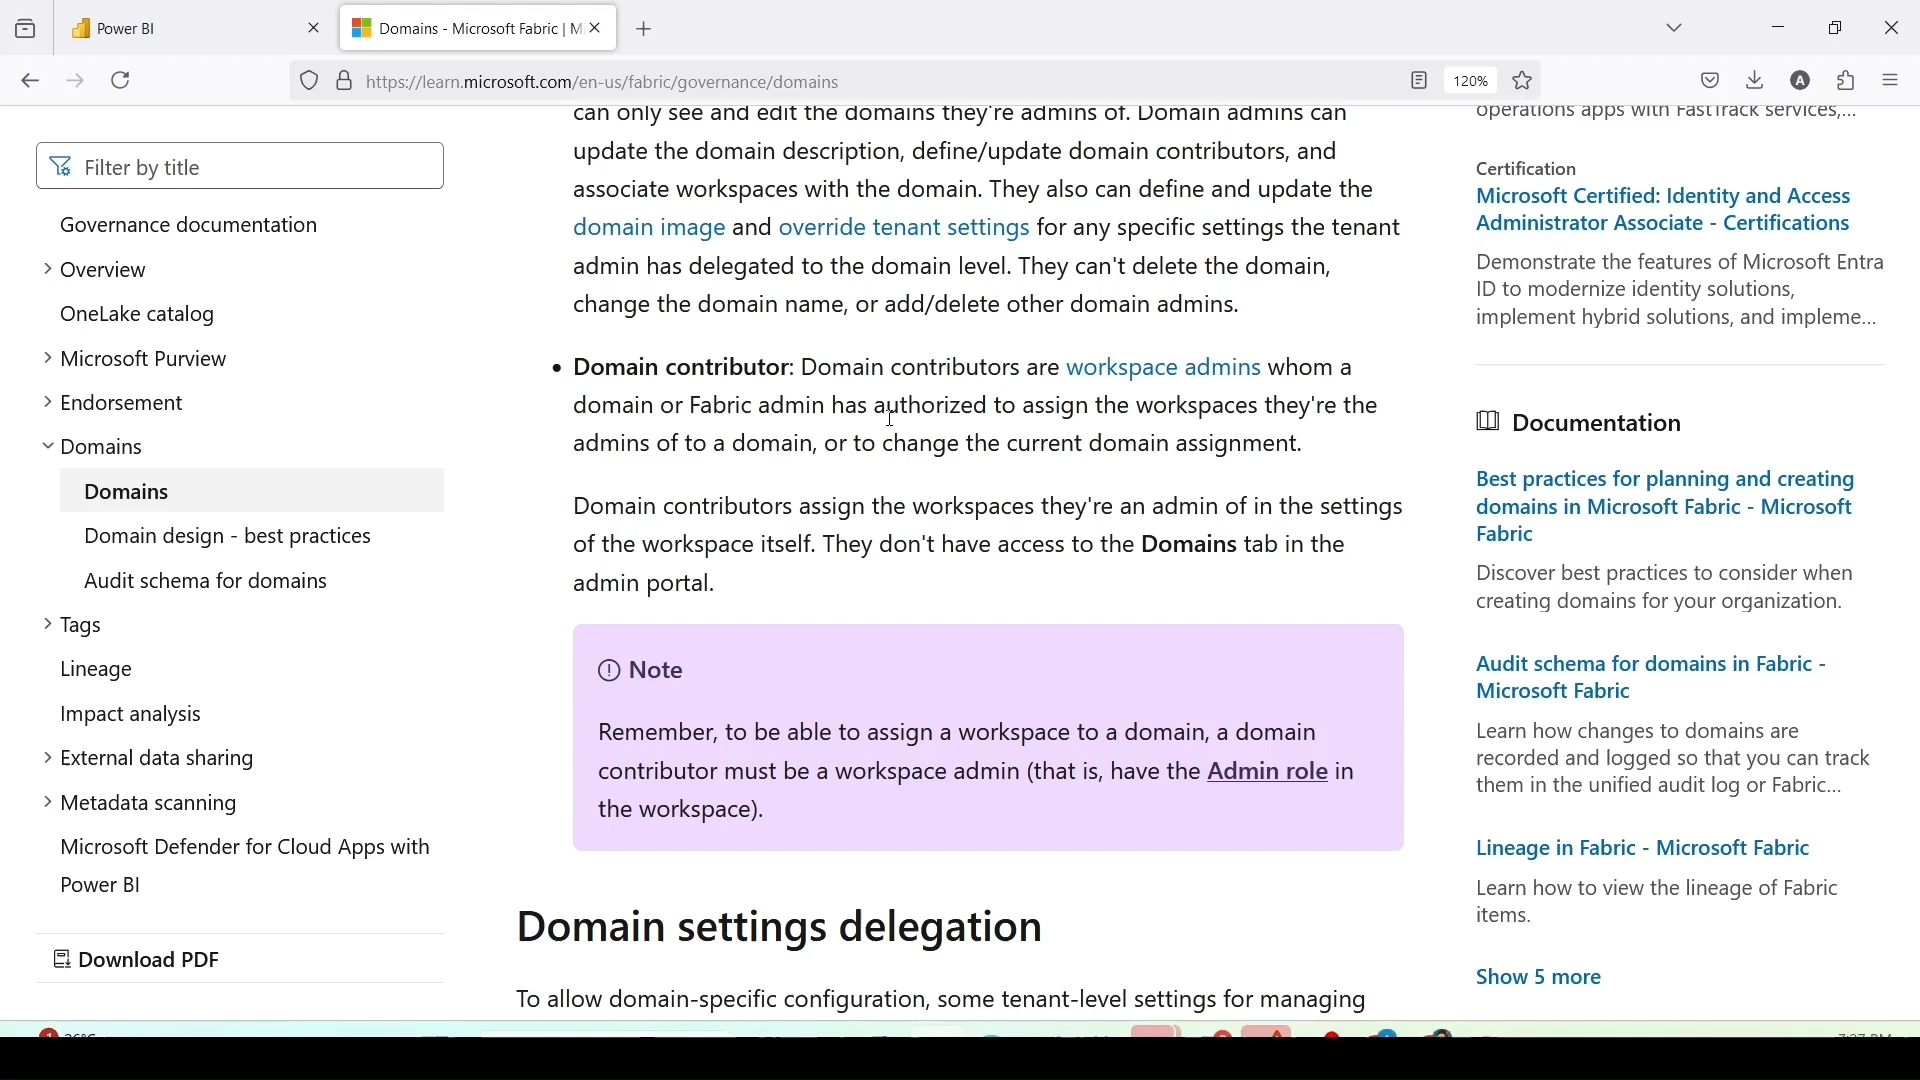 Power BI
Domains - Microsoft Fabric | M
https://learn.microsoft.com/en-us/fabric/governance/domains
120%
A
Filter by title
Governance documentation
Overview
OneLake catalog
Microsoft Purview
Endorsement
Domains
Domains
Domain design - best practices
Audit schema for domains
Tags
Lineage
Impact analysis
External data sharing
Metadata scanning
Microsoft Defender for Cloud Apps with
Power BI
Download PDF
can only see and edit the domains they're admins of. Domain admins can
update the domain description, define/update domain contributors, and
associate workspaces with the domain. They also can define and update the
domain image and override tenant settings for any specific settings the tenant
admin has delegated to the domain level. They can't delete the domain,
change the domain name, or add/delete other domain admins.
• Domain contributor: Domain contributors are workspace admins whom a
domain or Fabric admin has authorized to assign the workspaces they're the
admins of to a domain, or to change the current domain assignment.
Domain contributors assign the workspaces they're an admin of in the settings
of the workspace itself. They don't have access to the Domains tab in the
admin portal.
Note
Remember, to be able to assign a workspace to a domain, a domain
contributor must be a workspace admin (that is, have the Admin role in
the workspace).
Domain settings delegation
To allow domain-specific configuration, some tenant-level settings for managing
operations apps with FastTrack services,...
Certification
Microsoft Certified: Identity and Access
Administrator Associate - Certifications
Demonstrate the features of Microsoft Entra
ID to modernize identity solutions,
implement hybrid solutions, and impleme...
Documentation
Best practices for planning and creating
domains in Microsoft Fabric - Microsoft
Fabric
Discover best practices to consider when
creating domains for your organization.
Audit schema for domains in Fabric -
Microsoft Fabric
Learn how changes to domains are
recorded and logged so that you can track
them in the unified audit log or Fabric...
Lineage in Fabric - Microsoft Fabric
Learn how to view the lineage of Fabric
items.
Show 5 more